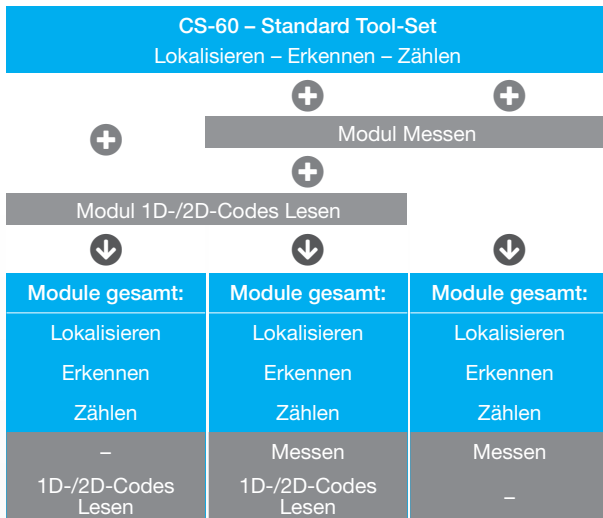 CS-60 – Standard Tool-Set
Lokalisieren – Erkennen – Zählen
Modul Messen
Modul 1D-/2D-Codes Lesen
Module gesamt: Module gesamt: Module gesamt:
Lokalisieren Lokalisieren Lokalisieren
Erkennen Erkennen Erkennen
Zählen Zählen Zählen
– Messen Messen
1D-/2D-Codes 1D-/2D-Codes –
Lesen Lesen